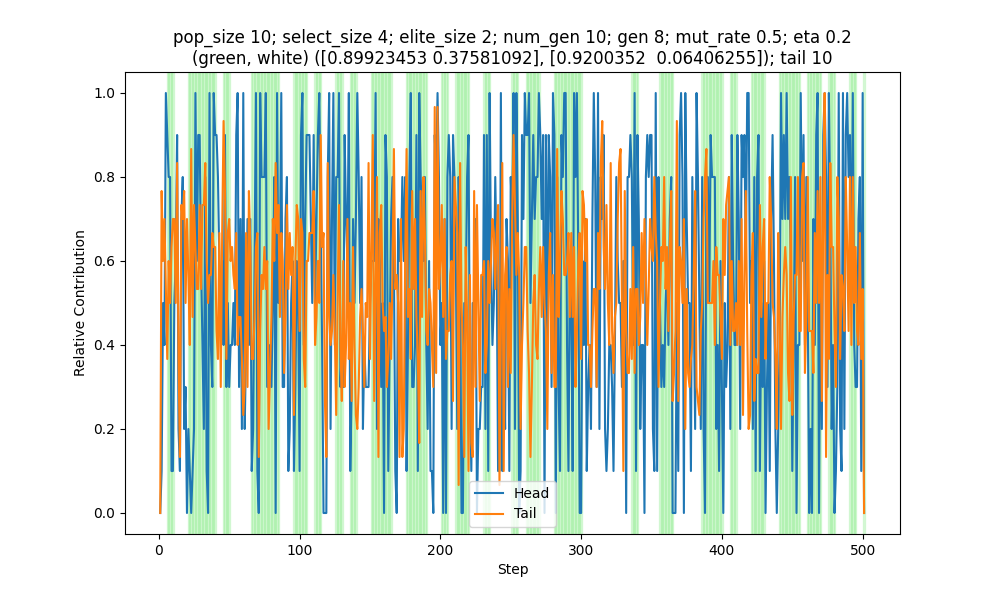 pop_size 10; select_size 4; elite_size 2; num_gen 10; gen 8; mut_rate 0.5; eta 0.2
(green, white) ([0.89923453 0.37581092], [0.9200352  0.06406255]); tail 10
1.0
0.8
0.6
0.4
0.2
0.0
Relative Contribution
Head
Tail
0
100
200
300
400
500
Step